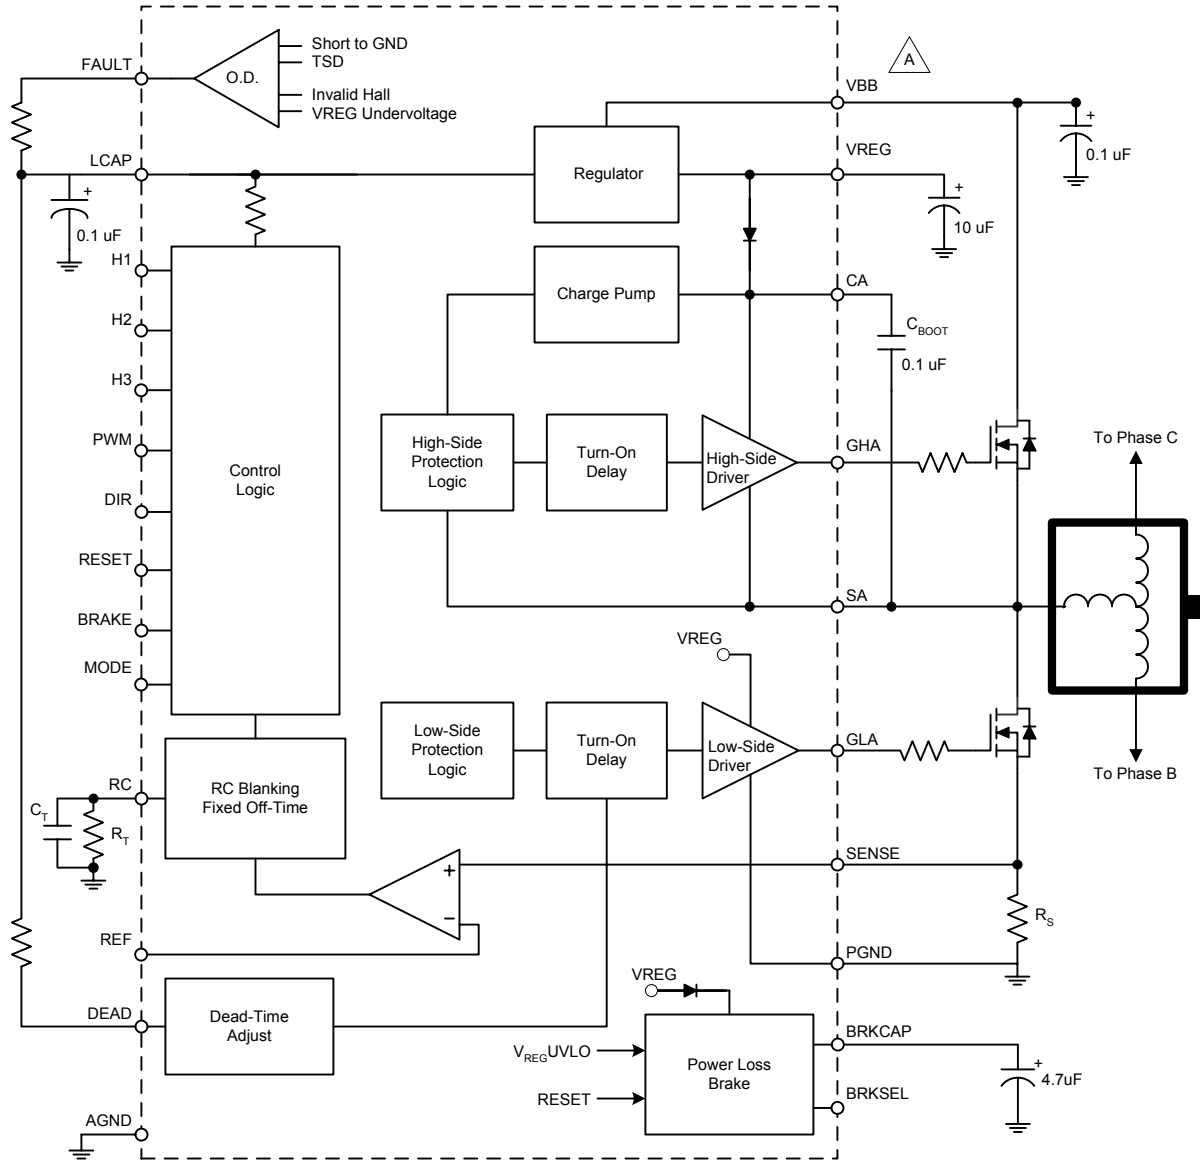 Short to GND
FAULT
TSD
O.D.
Invalid Hall
VREG Undervoltage
A
VBB
+
0.1 uF
LCAP
Regulator
VREG
+
0.1 uF
+
10 uF
H1
Charge Pump
CA
H2
C BOOT
0.1 uF
H3
PWM
Control
Logic
High-Side
Protection
Logic
Turn-On
Delay
High-Side
Driver
GHA
To Phase C
DIR
RESET
BRAKE
SA
MODE
VREG
Low-Side
Protection
Logic
Turn-On
Delay
Low-Side
Driver
GLA
To Phase B
RC
RC Blanking
Fixed Off-Time
CT
RT
+
−
SENSE
RS
REF
PGND
VREG
DEAD
Dead-Time
Adjust
VREGUVLO
RESET
Power Loss
Brake
BRKCAP
+
4.7uF
BRKSEL
AGND